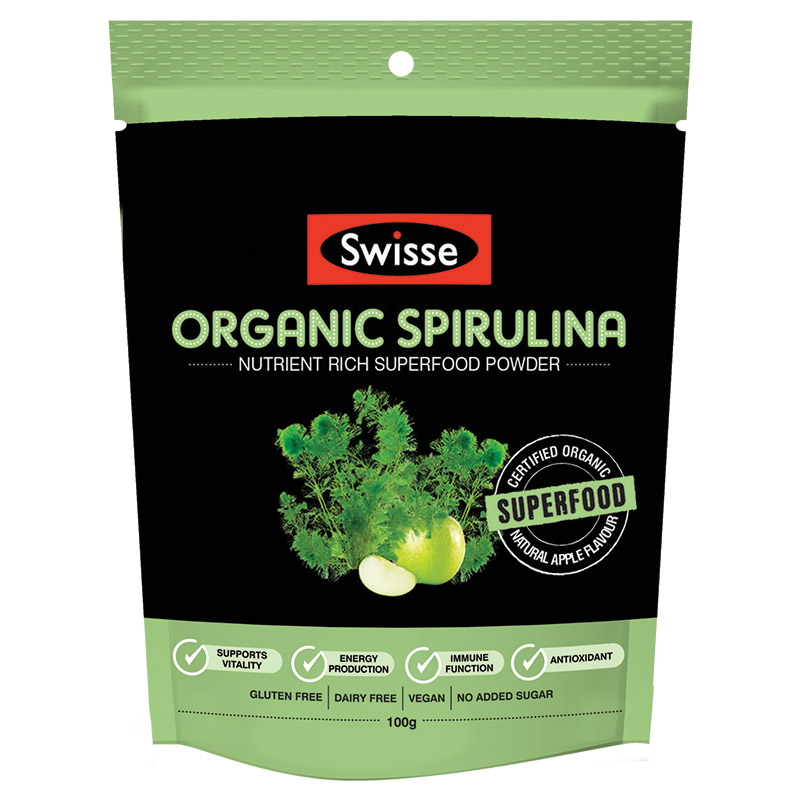 Swisse
ORGANIC SPIRULINA
NUTRIENT RICH SUPERFOOD POWDER
CERTIFIED ORGANIC
SUPERFOOD
NATURAL APPLE FLAVOUR
SUPPORTS
VITALITY
ENERGY
PRODUCTION
IMMUNE
FUNCTION
ANTIOXIDANT
GLUTEN FREE | DAIRY FREE | VEGAN | NO ADDED SUGAR
100g